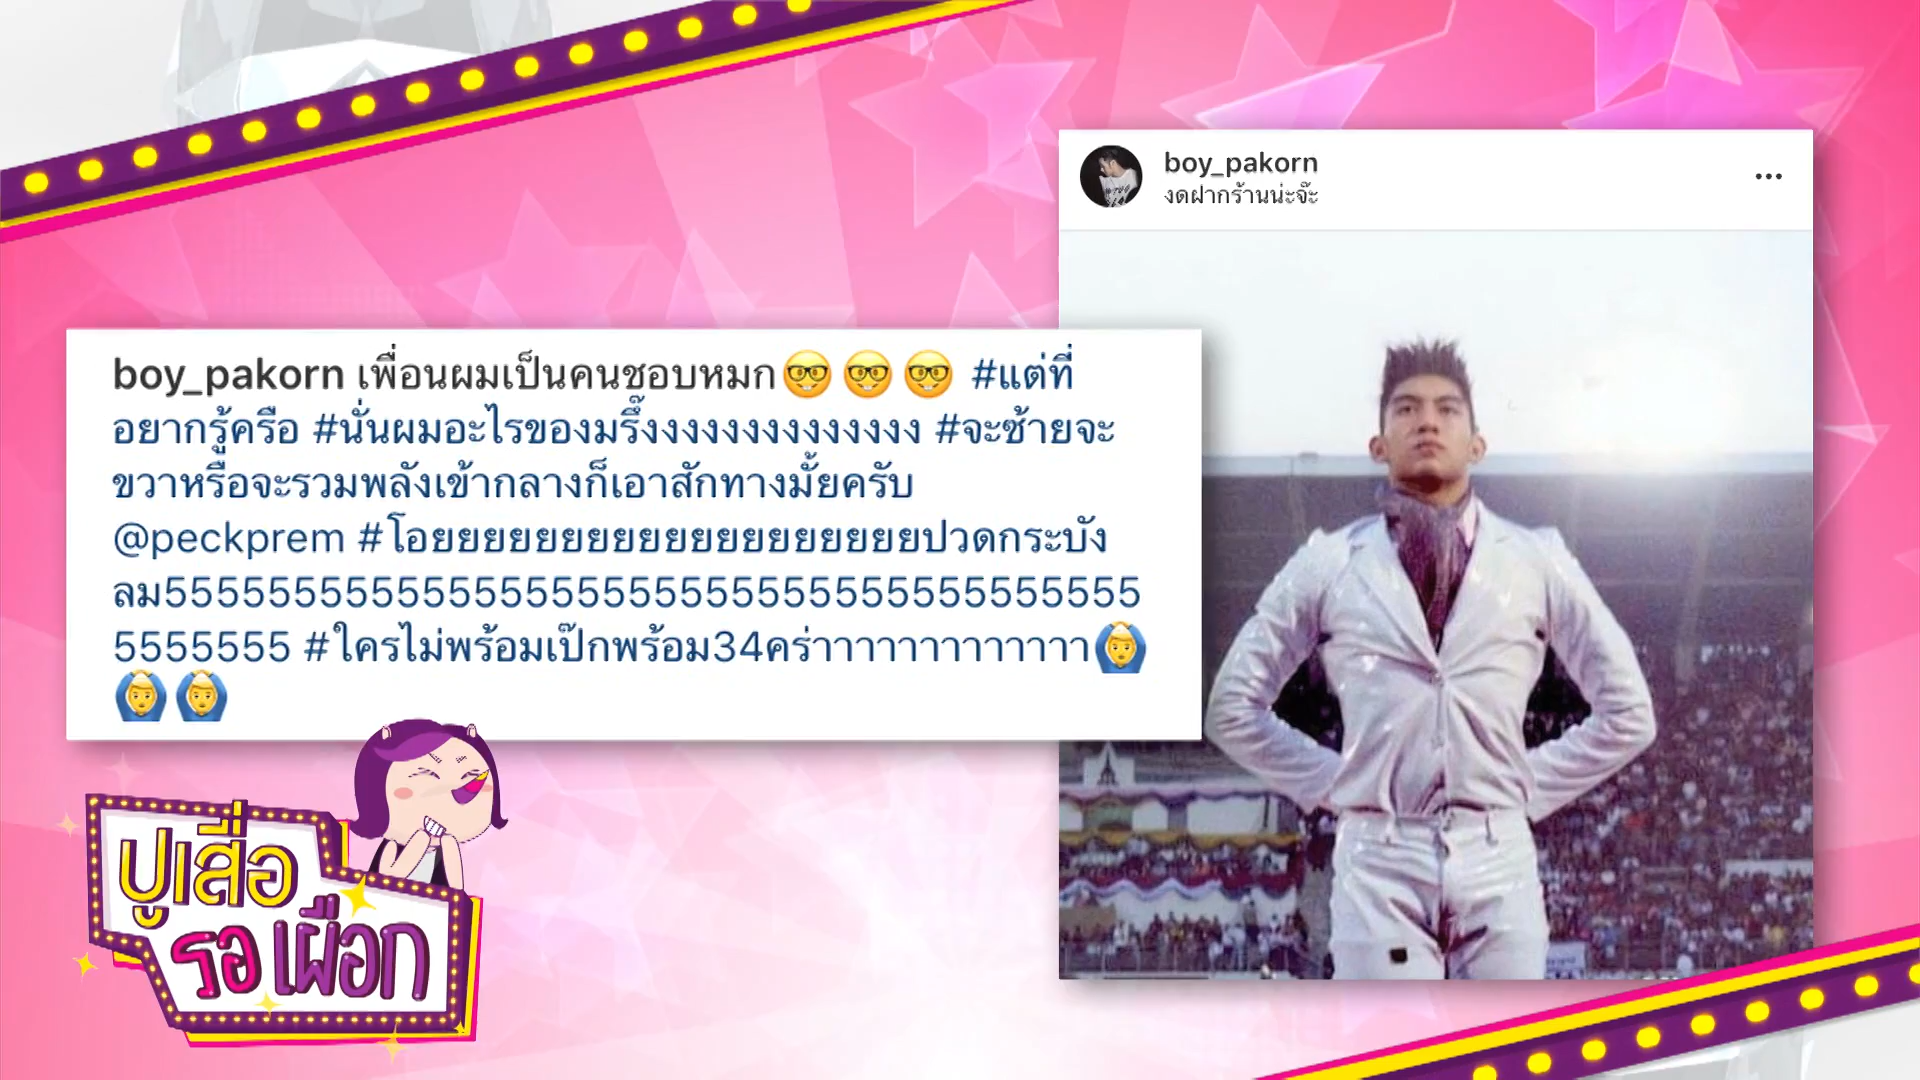 boy_pakorn
งดฝากร้านน่ะจ๊ะ
boy_pakorn เพื่อนผมเป็นคนชอบหมก🤓🤓🤓 #แต่ที่
อยากรู้ครือ #นั่นผมอะไรของมรึ๊งงงงงงงงงงงงงง #จะซ้ายจะ
ขวาหรือจะรวมพลังเข้ากลางก็เอาสักทางมั้ยครับ
@peckprem #โอยยยยยยยยยยยยยยยยยยยปวดกระบัง
ลม55555555555555555555555555555555555555
5555555 #ใครไม่พร้อมเป๊กพร้อม34คร่าาาาาาาาาาาาา🙆‍♂️
🙆‍♂️🙆‍♂️
ปูเสื่อ
รอเผือก